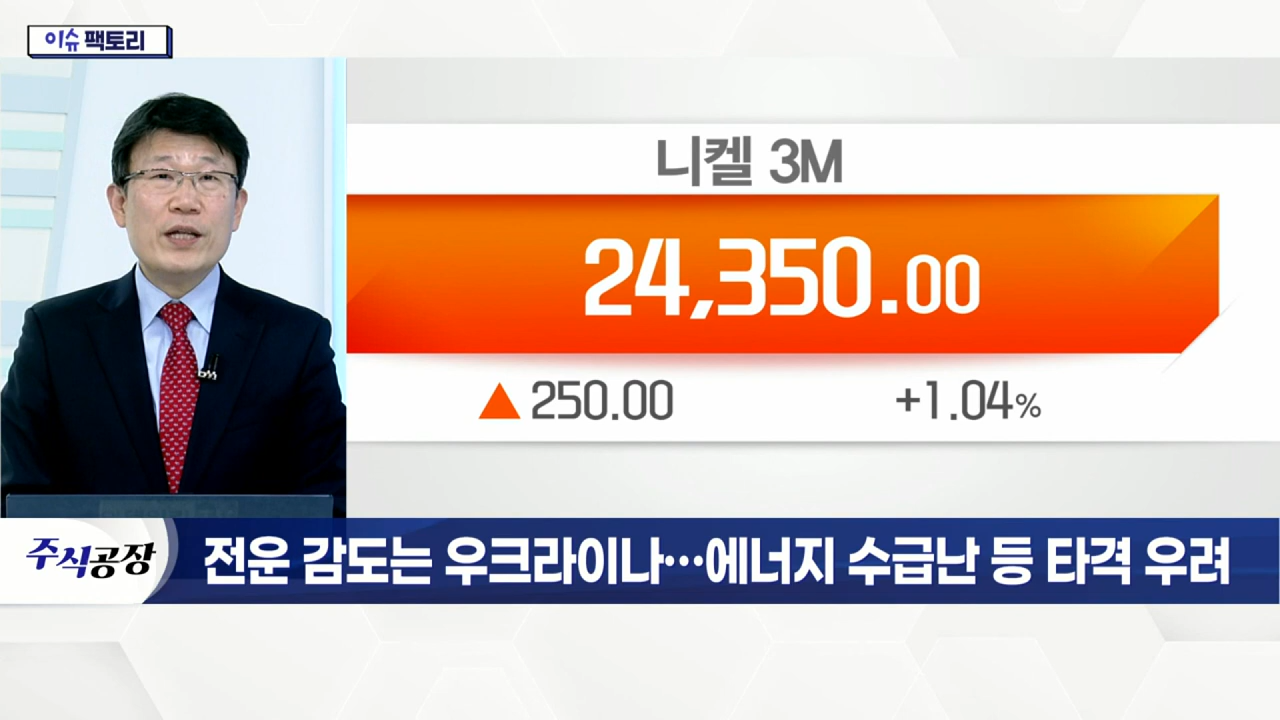 이슈 팩토리
니켈 3M
24,350.00
▲ 250.00 +1.04%
주식공장
전운 감도는 우크라이나…에너지 수급난 등 타격 우려